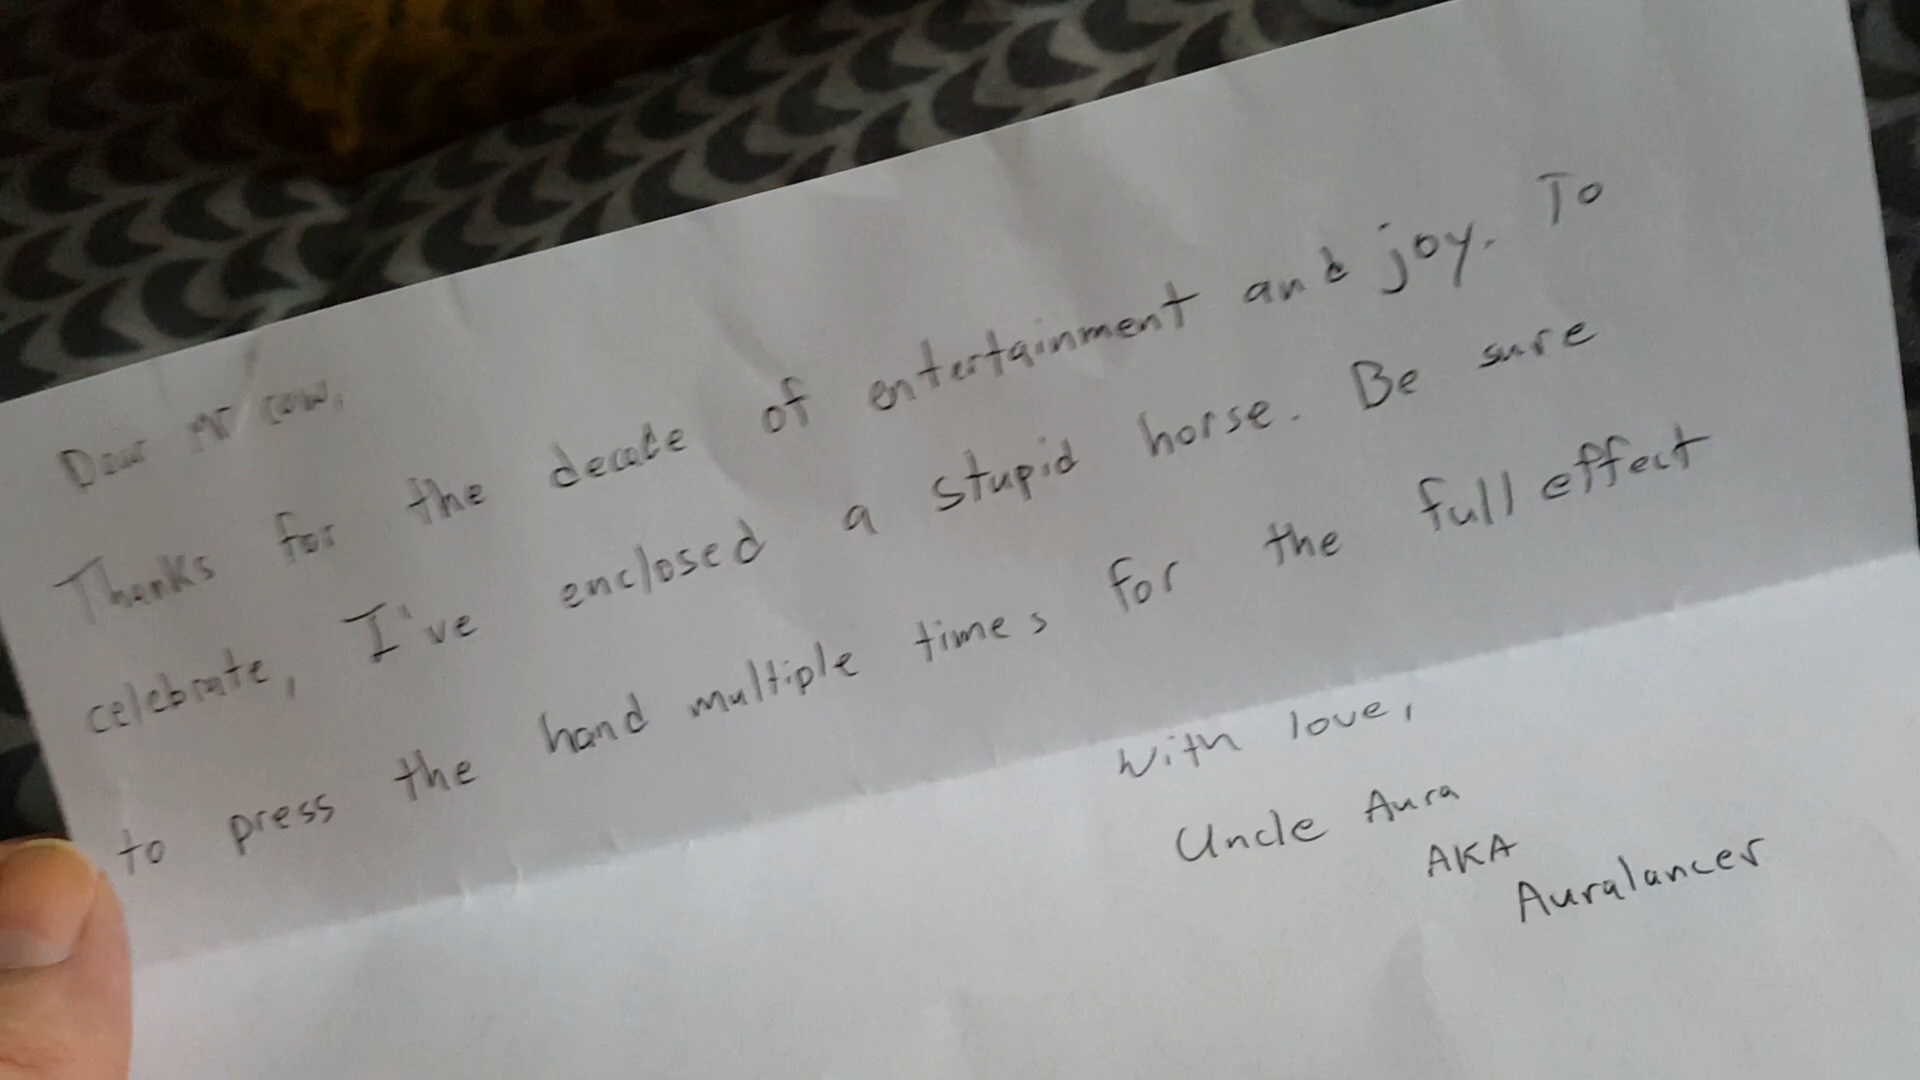 Dear Mr cow,
Thanks for the decade of entertainment and joy. To
celebrate, I've enclosed a stupid horse. Be sure
to press the hand multiple times for the full effect
With love,
Uncle Aura
AKA
Auralancer